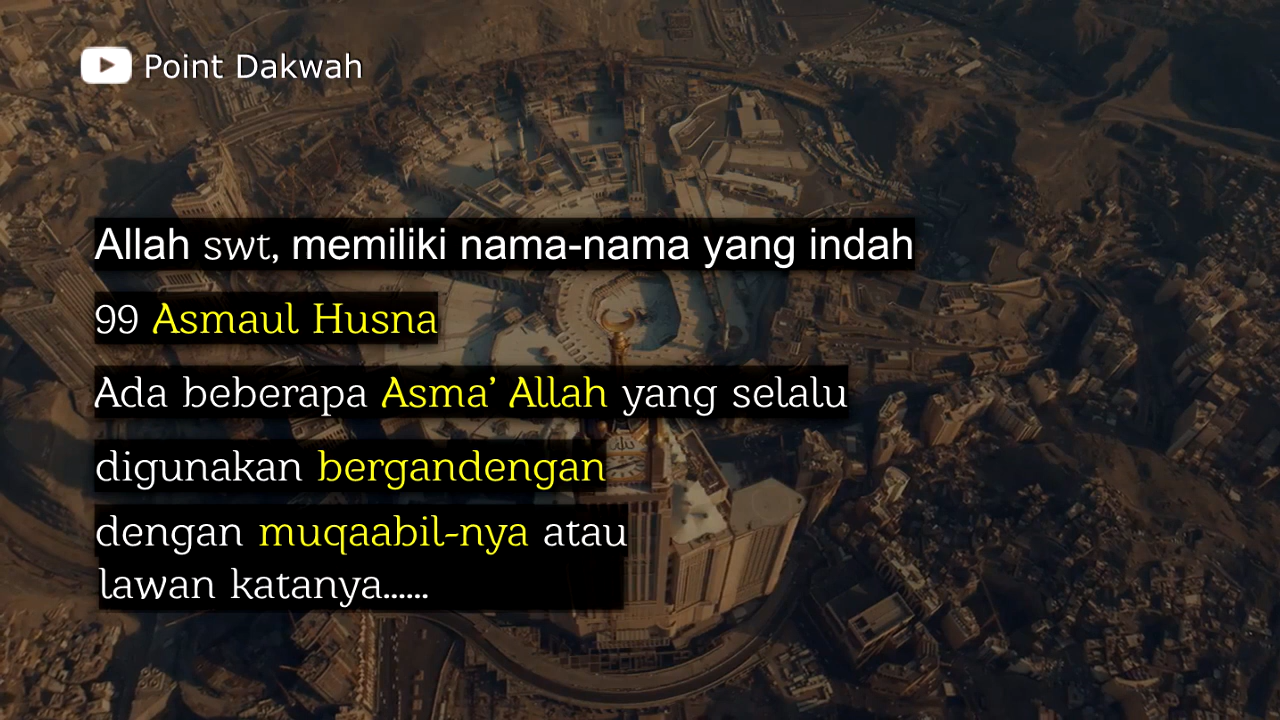 Point Dakwah
Allah swt, memiliki nama-nama yang indah
99 Asmaul Husna
Ada beberapa Asma’ Allah yang selalu
digunakan bergandengan
dengan muqaabil-nya atau
lawan katanya......